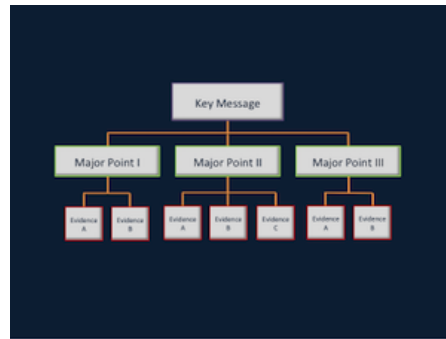 Key Message
Major Point I
Major Point II
Major Point III
Evidence
A
Evidence
B
Evidence
A
Evidence
B
Evidence
C
Evidence
A
Evidence
B